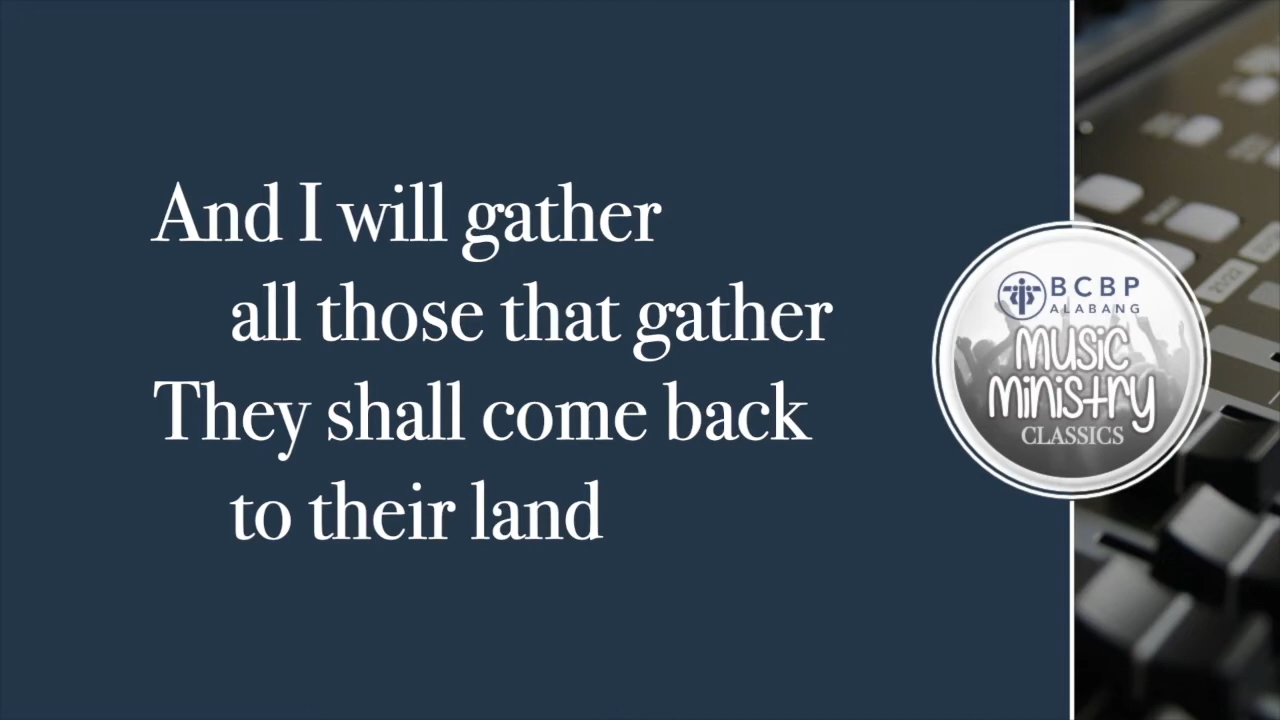 And I will gather
all those that gather
They shall come back
to their land
BCBP
ALABANG
Music
Ministry
CLASSICS